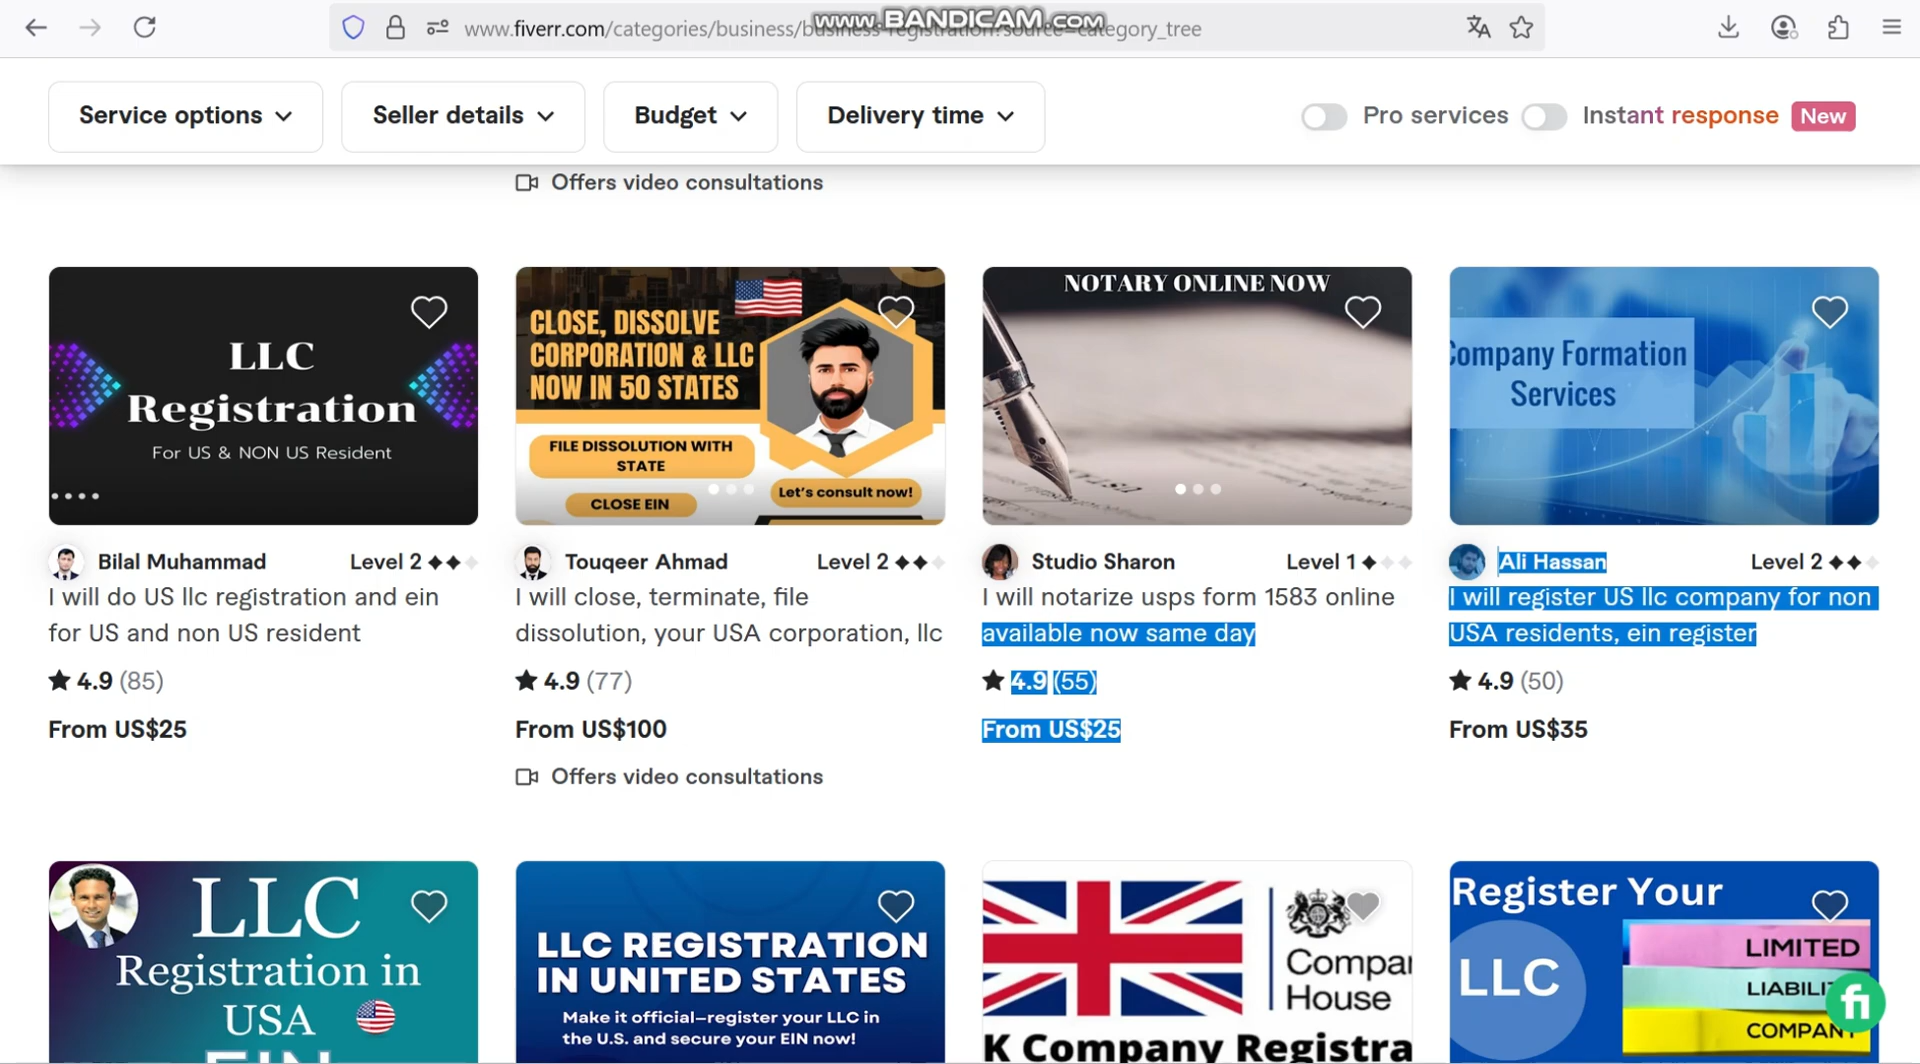 www.BANDICAM.com
www.fiverr.com/categories/business/business-registration?source=category_tree
Service options
Seller details
Budget
Delivery time
Pro services
Instant response
New
Offers video consultations
LLC
Registration
For US & NON US Resident
Bilal Muhammad
Level 2
I will do US llc registration and ein
for US and non US resident
4.9 (85)
From US$25
CLOSE, DISSOLVE
CORPORATION & LLC
NOW IN 50 STATES
FILE DISSOLUTION WITH
STATE
CLOSE EIN
Let's consult now!
Touqeer Ahmad
Level 2
I will close, terminate, file
dissolution, your USA corporation, llc
4.9 (77)
From US$100
Offers video consultations
NOTARY ONLINE NOW
Studio Sharon
Level 1
I will notarize usps form 1583 online
available now same day
4.9 (55)
From US$25
Company Formation
Services
Ali Hassan
Level 2
I will register US llc company for non
USA residents, ein register
4.9 (50)
From US$35
LLC
Registration in
USA
EIN
LLC REGISTRATION
IN UNITED STATES
Make it official–register your LLC in
the U.S. and secure your EIN now!
Compa
House
K Company Registra
Register Your
LLC
LIMITED
LIABILI
COMPANY
fi